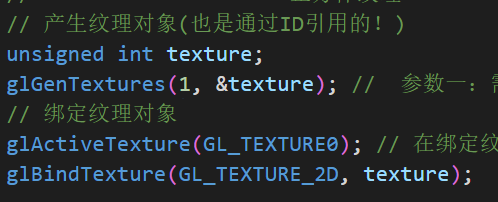 // 产生纹理对象(也是通过ID引用的!)
unsigned int texture;
glGenTextures(1, &texture); // 参数一:
// 绑定纹理对象
glActiveTexture(GL_TEXTURE0); // 在绑定纹
glBindTexture(GL_TEXTURE_2D, texture);